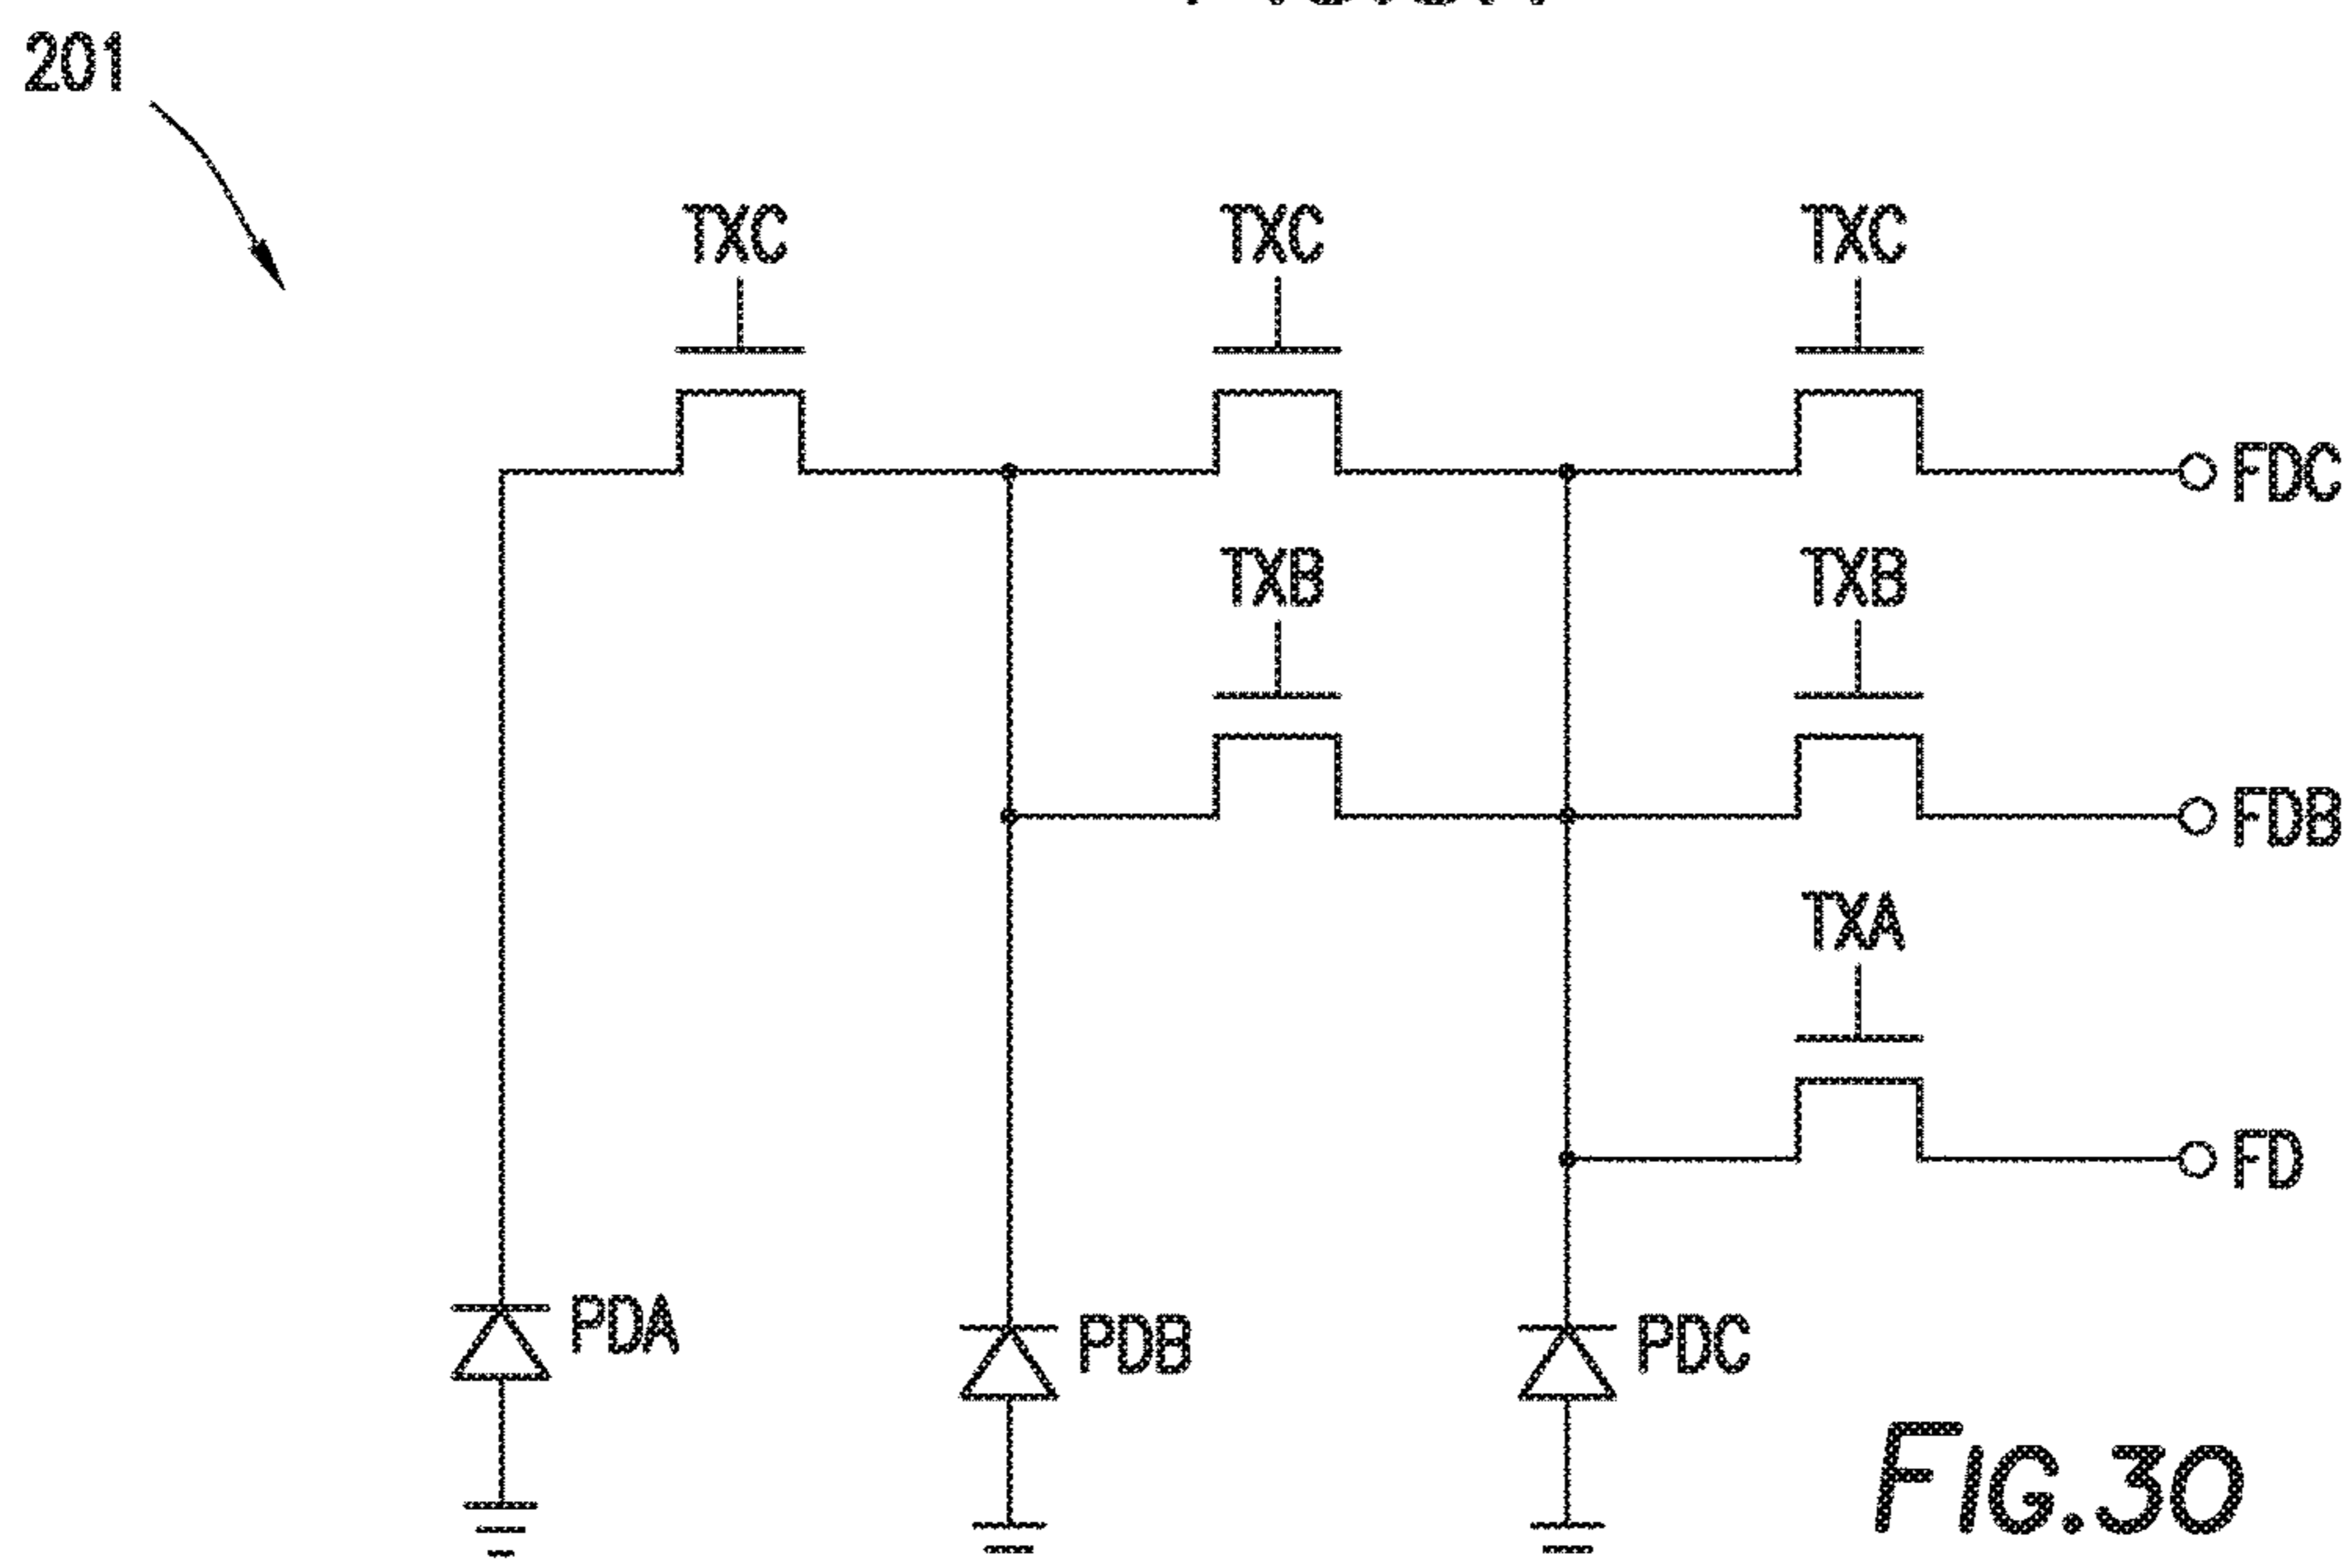 201
TXC TXC TXC
FDC
TXB TXB
FDB
TXA
FD
PDA PDB PDC
FIG.30